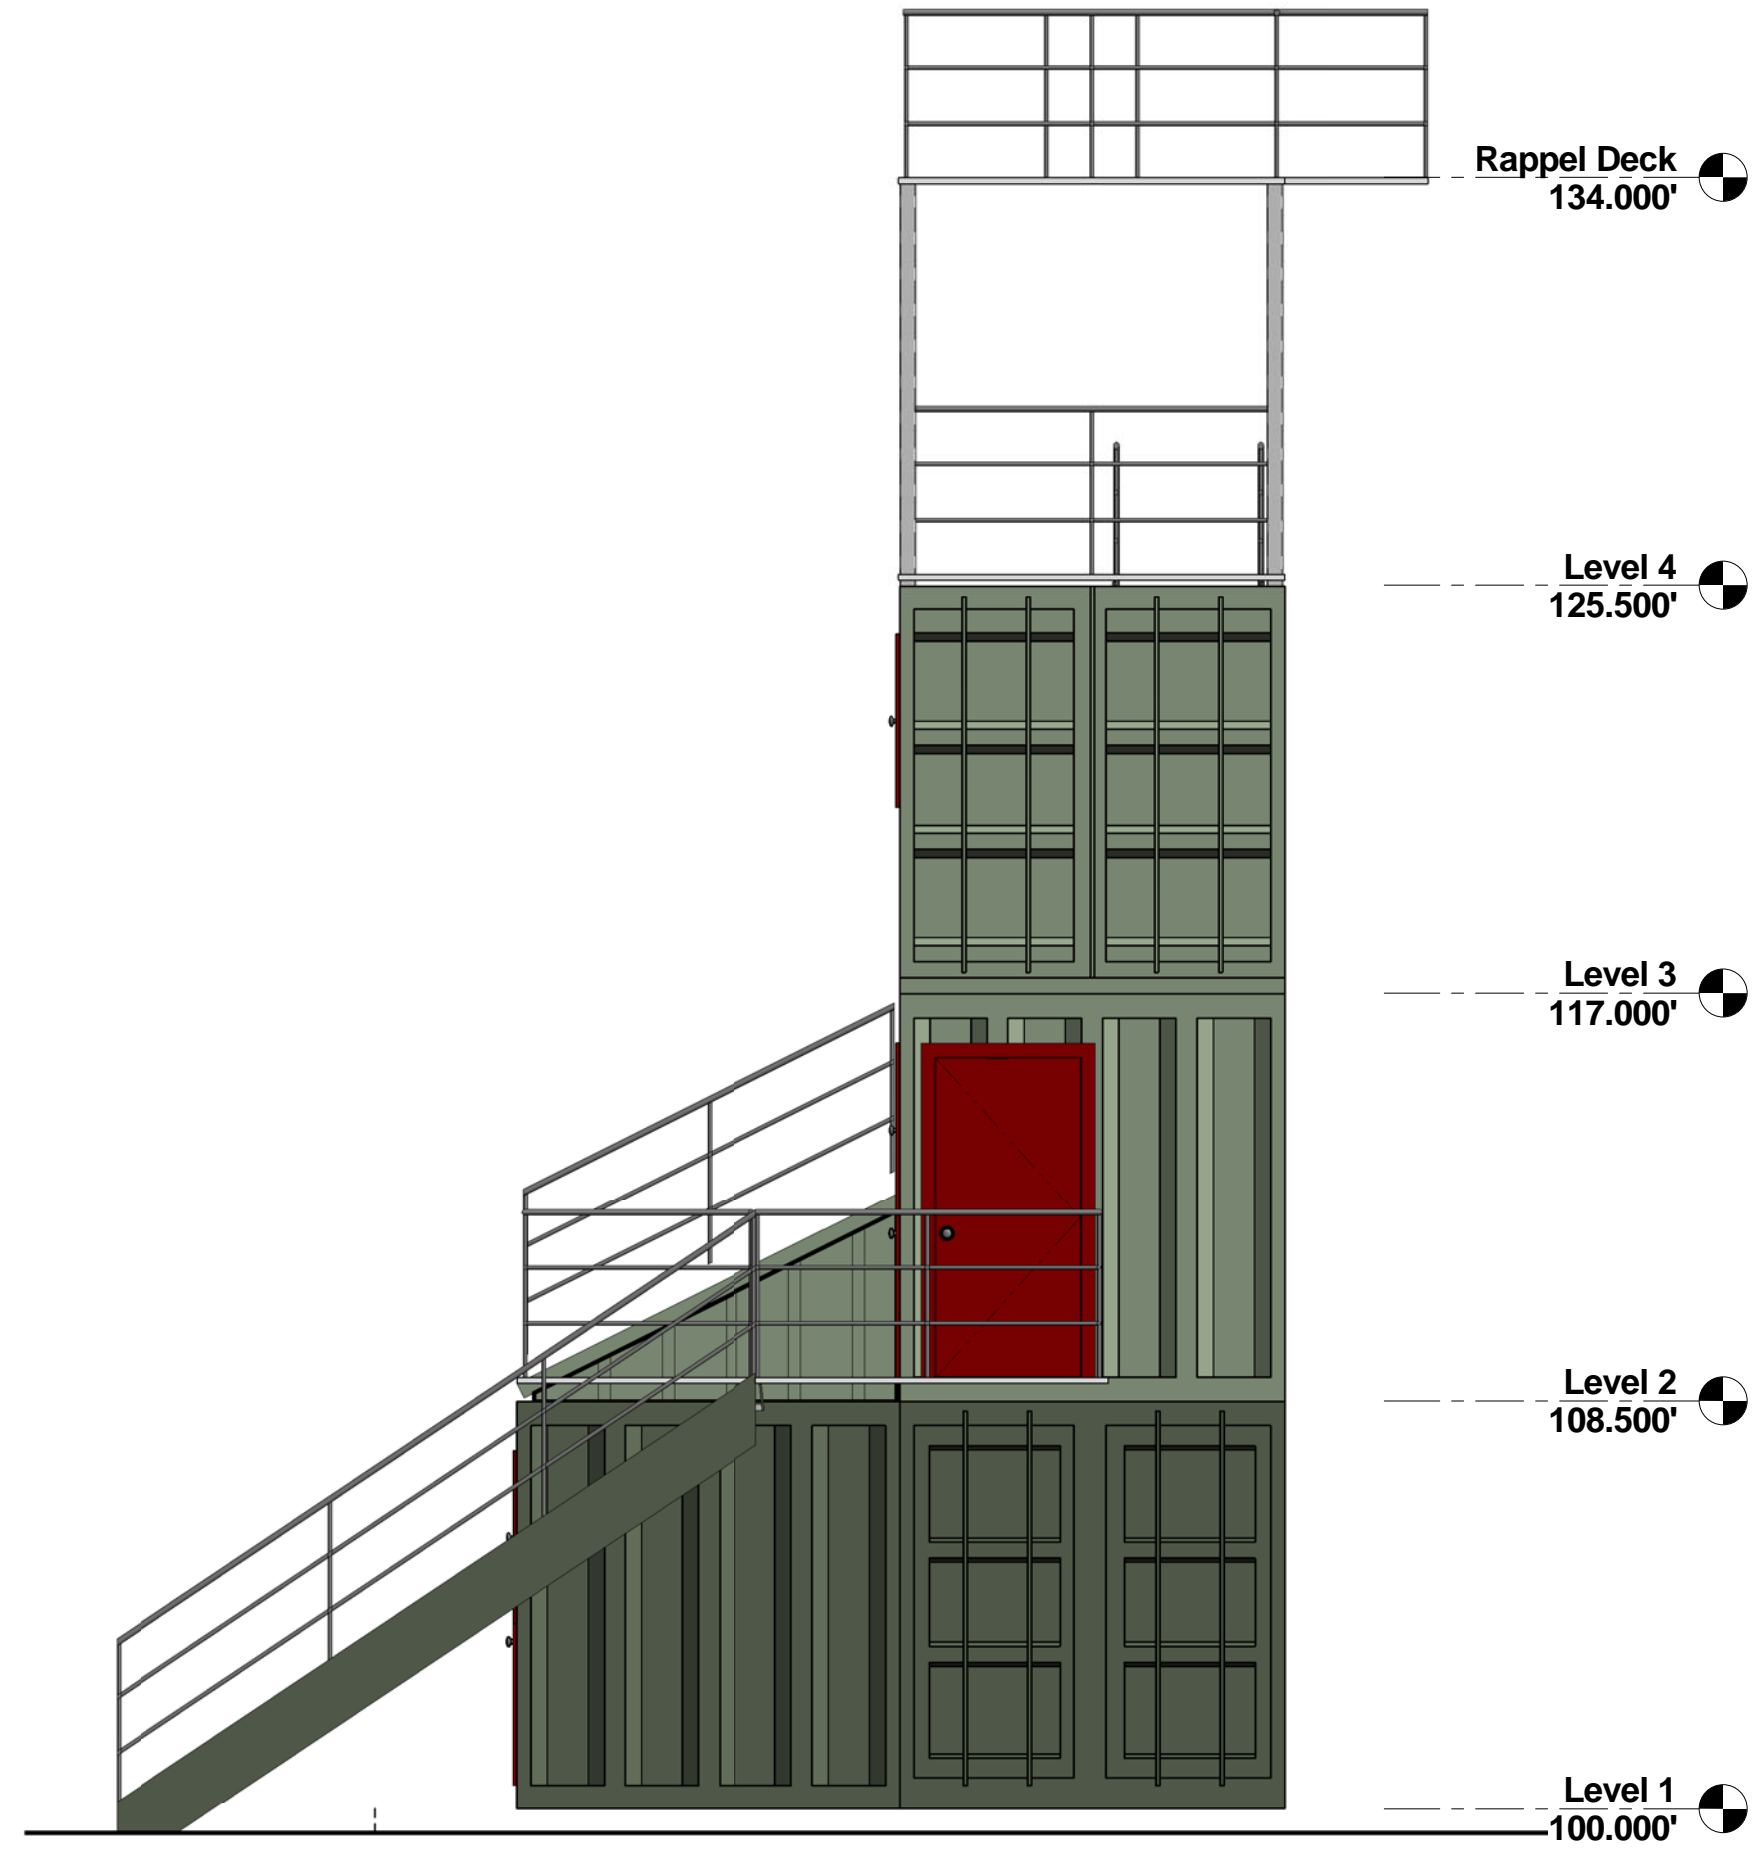 Rappel Deck
134.000'
Level 4
125.500'
Level 3
117.000'
Level 2
108.500'
Level 1
100.000'